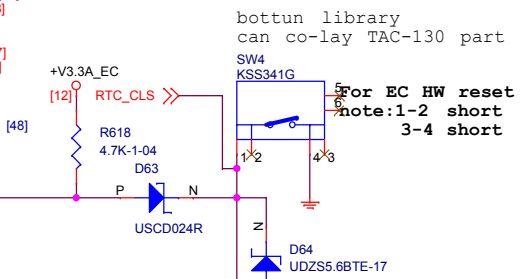 bottun library
can co-lay TAC-130 part
SW4
KSS341G
+V3.3A_EC
[12] RTC_CLS
5
6
For EC HW reset
note:1-2 short
3-4 short
[48]
R618
4.7K-1-04
1 2 4 3
D63
P N
USCD024R
N
D64
UDZS5.6BTE-17